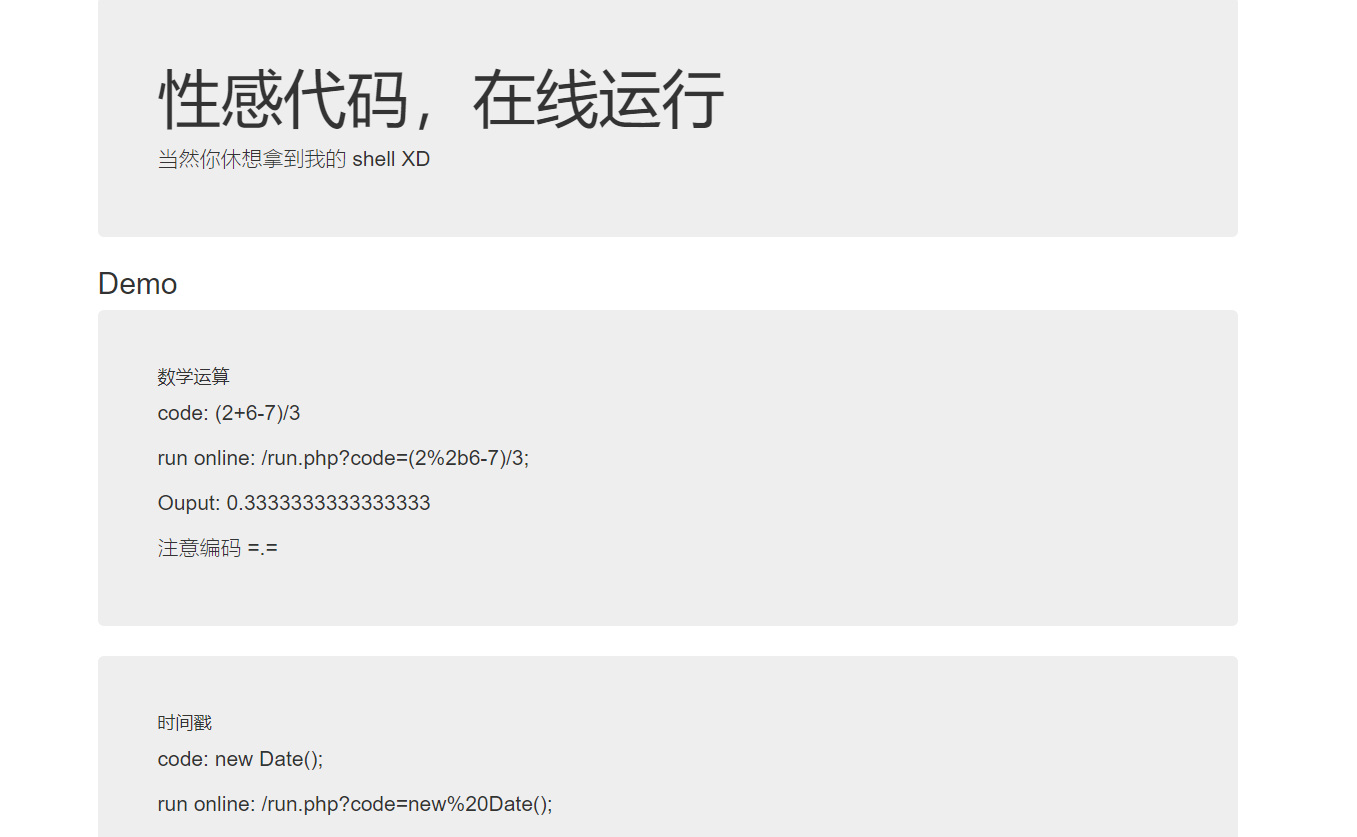 性感代码，在线运行
当然你休想拿到我的 shell XD
Demo
数学运算
code: (2+6-7)/3
run online: /run.php?code=(2%2b6-7)/3;
Ouput: 0.3333333333333333
注意编码 =.=
时间戳
code: new Date();
run online: /run.php?code=new%20Date();